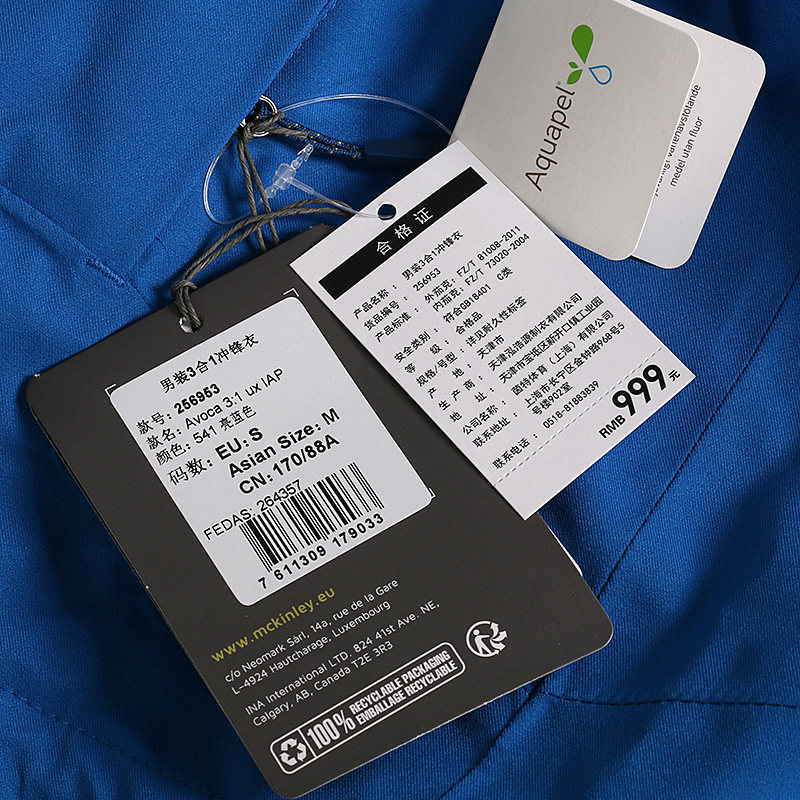 Aquapel®
medel utan fluor
合格证
产品名称： 男装3合1冲锋衣
货品编号： 256953
产品标准： 外茄克：FZ/T 81008-2011
内茄克：FZ/T 73020-2004
安全类别： 符合GB18401 C类
等 级： 合格品
规格/号型： 详见耐久性标签
产 地： 天津市
生 产 商： 天津泓浩源制衣有限公司
地 址： 天津市宝坻区新开口镇工业园
公司名称： 茵特体育（上海）有限公司
联系地址： 上海市长宁区金钟路968号5
号楼902室
联系电话： 0518-81883839
RMB 999元
男装3合1冲锋衣
款号: 256953
款名: Avoca 3:1 ux IAP
颜色: 541 亮蓝色
码数: EU: S
Asian Size: M
CN: 170/88A
FEDAS: 264357
7 611309 179033
www.mckinley.eu
c/o Neomark Sàrl, 14a, rue de la Gare
L-4924 Hautcharage, Luxembourg
INA International LTD. 824 41st Ave. NE,
Calgary, AB, Canada T2E 3R3
100% RECYCLABLE PACKAGING
EMBALLAGE RECYCLABLE